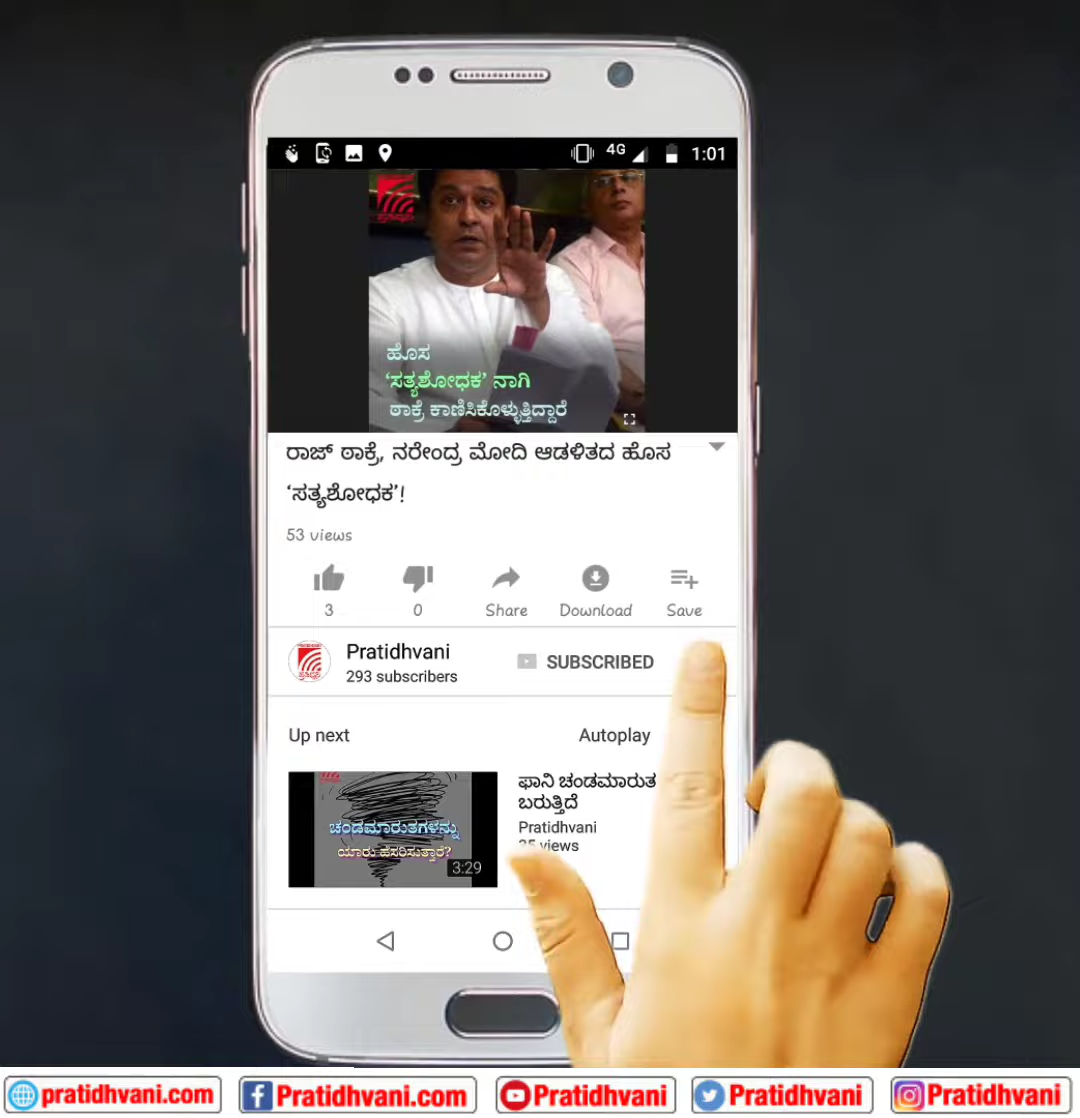 4G 1:01
ಹೊಸ
‘ಸತ್ಯಶೋಧಕ’ ನಾಗಿ
ಠಾಕ್ರೆ ಕಾಣಿಸಿಕೊಳ್ಳುತ್ತಿದ್ದಾರೆ
ರಾಜ್ ಠಾಕ್ರೆ, ನರೇಂದ್ರ ಮೋದಿ ಆಡಳಿತದ ಹೊಸ
‘ಸತ್ಯಶೋಧಕ’!
53 views
3 0 Share Download Save
Pratidhvani
293 subscribers
SUBSCRIBED
Up next Autoplay
ಚಂಡಮಾರುತಗಳನ್ನು
ಯಾರು ಹೆಸರಿಸುತ್ತಾರೆ?
3:29
ಫಾನಿ ಚಂಡಮಾರುತ
ಬರುತ್ತಿದೆ
Pratidhvani
views
pratidhvani.com Pratidhvani.com Pratidhvani Pratidhvani Pratidhvani